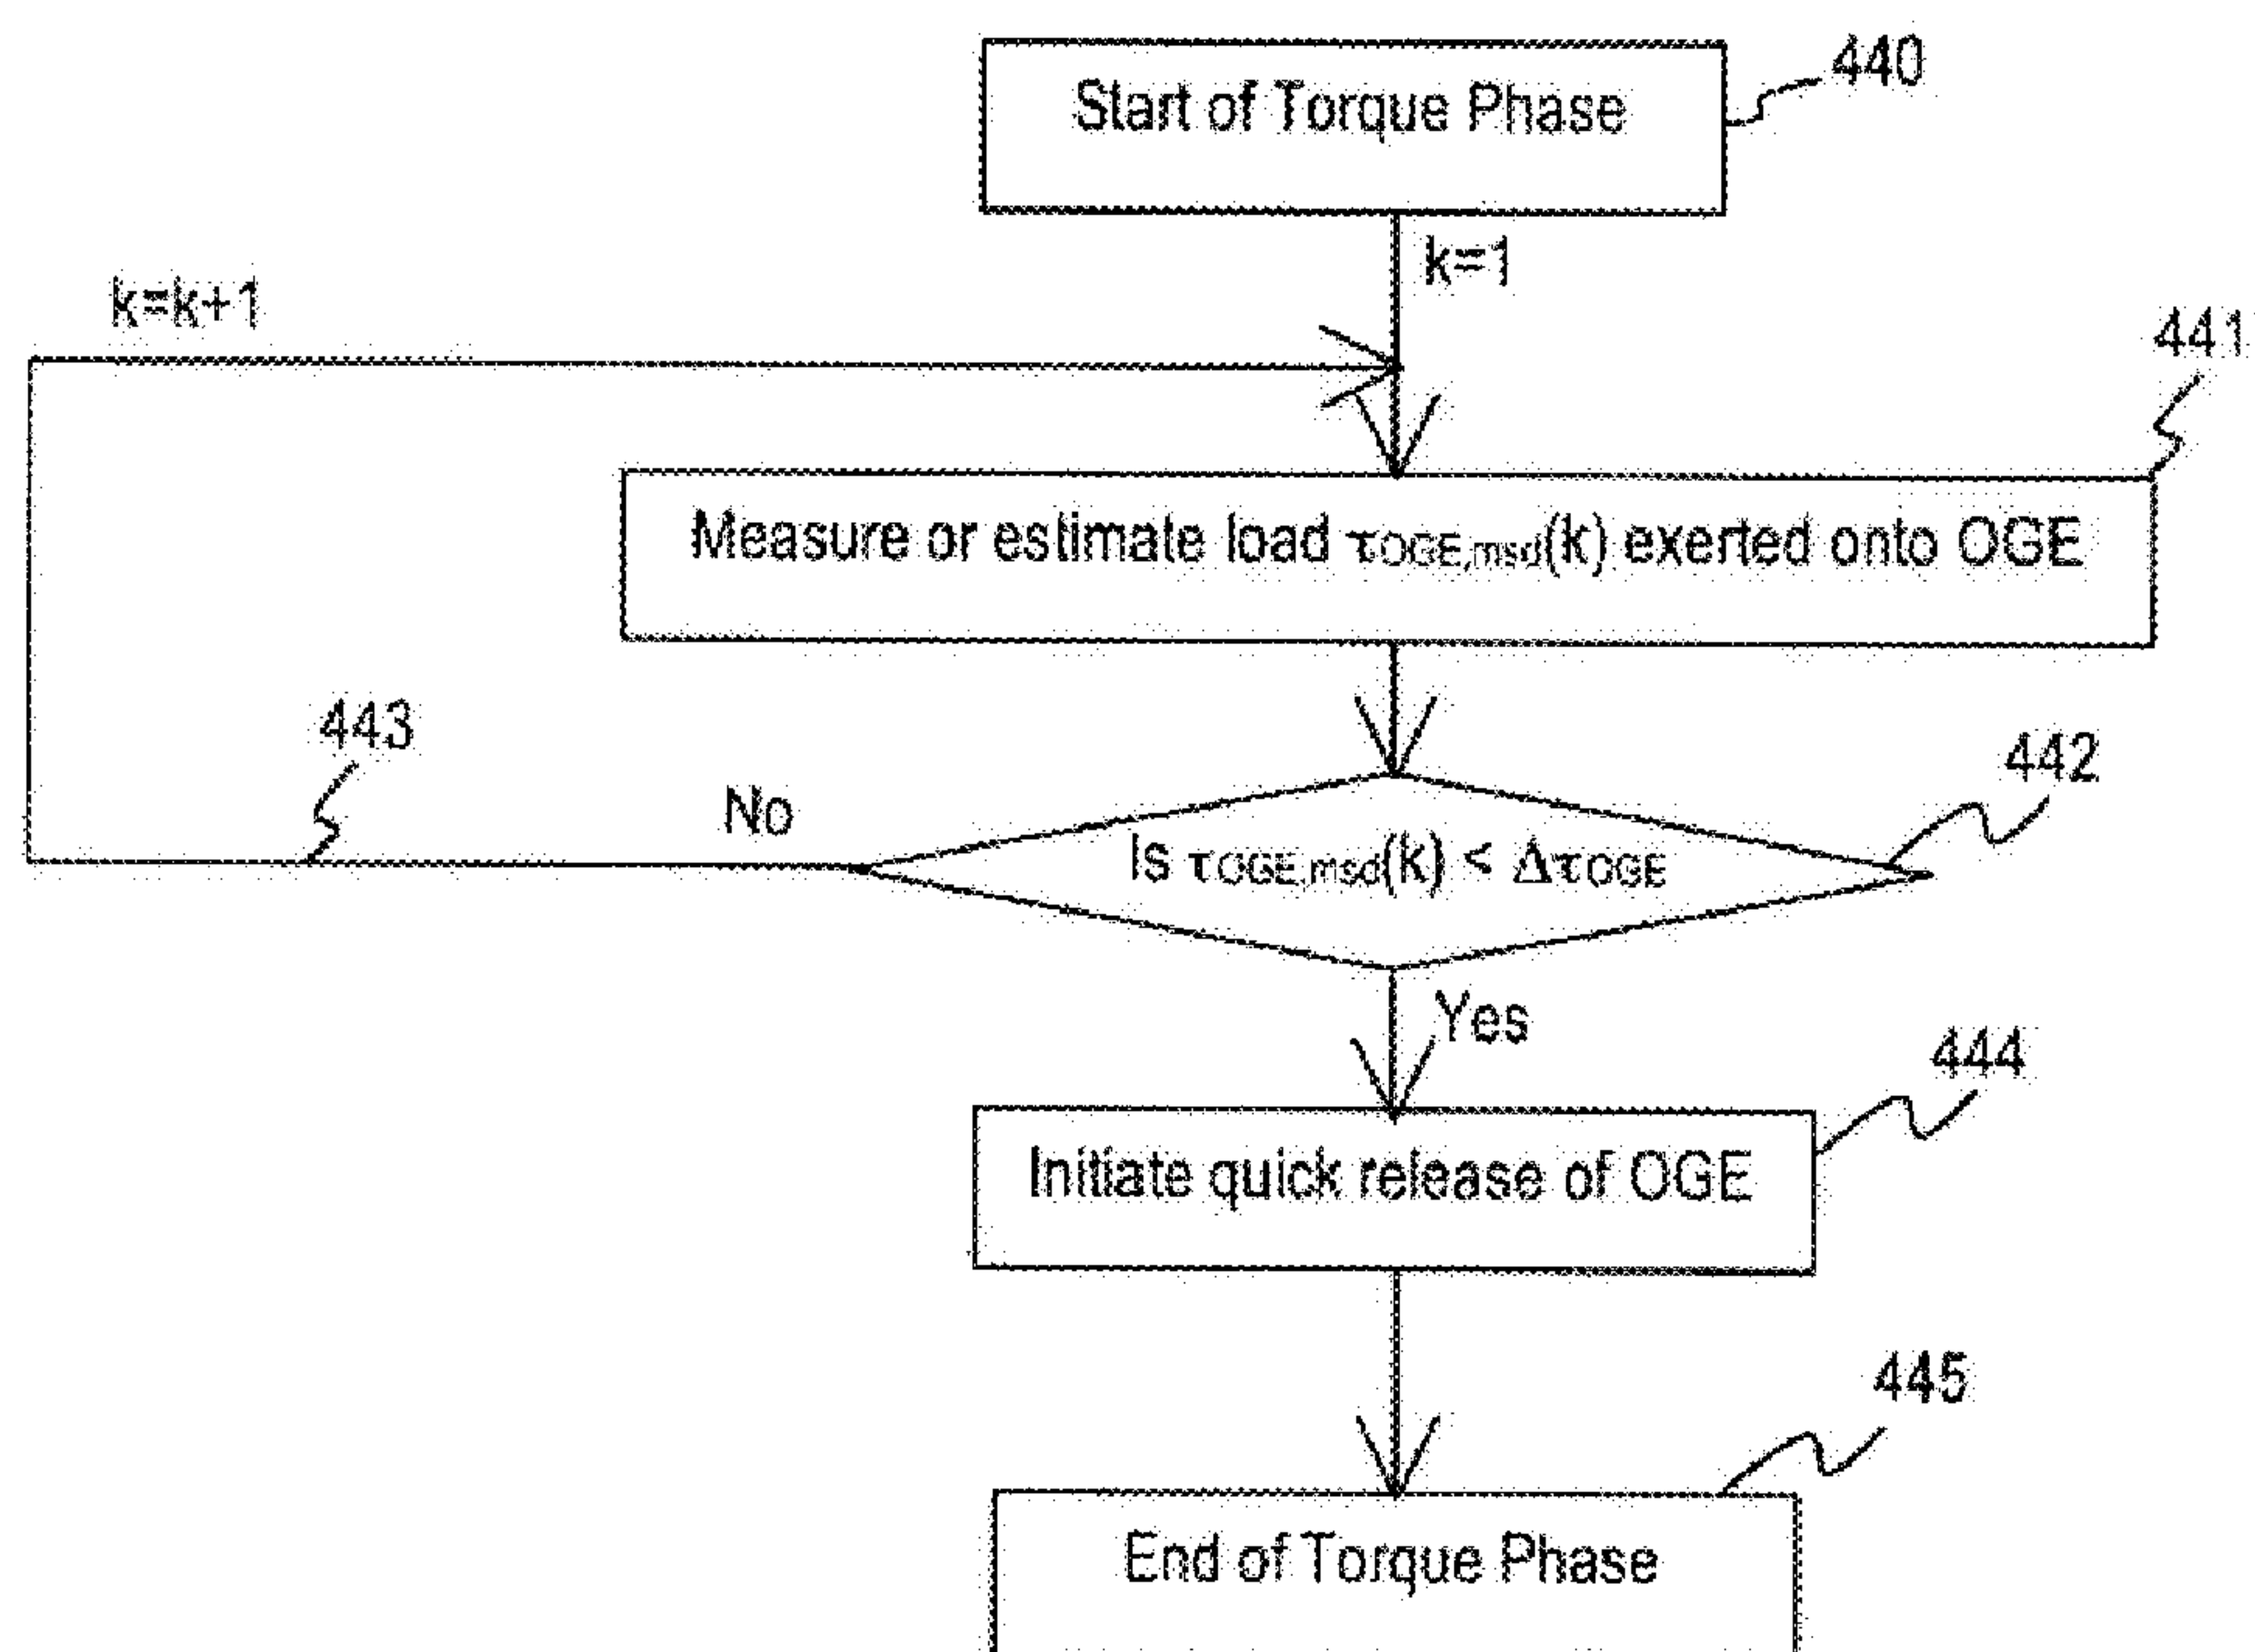 Start of Torque Phase
440
k=1
k=k+1
441
Measure or estimate load τOGE,msd(k) exerted onto OGE
443
442
No
Is τOGE,msd(k) < ΔτOGE
Yes
444
Initiate quick release of OGE
445
End of Torque Phase